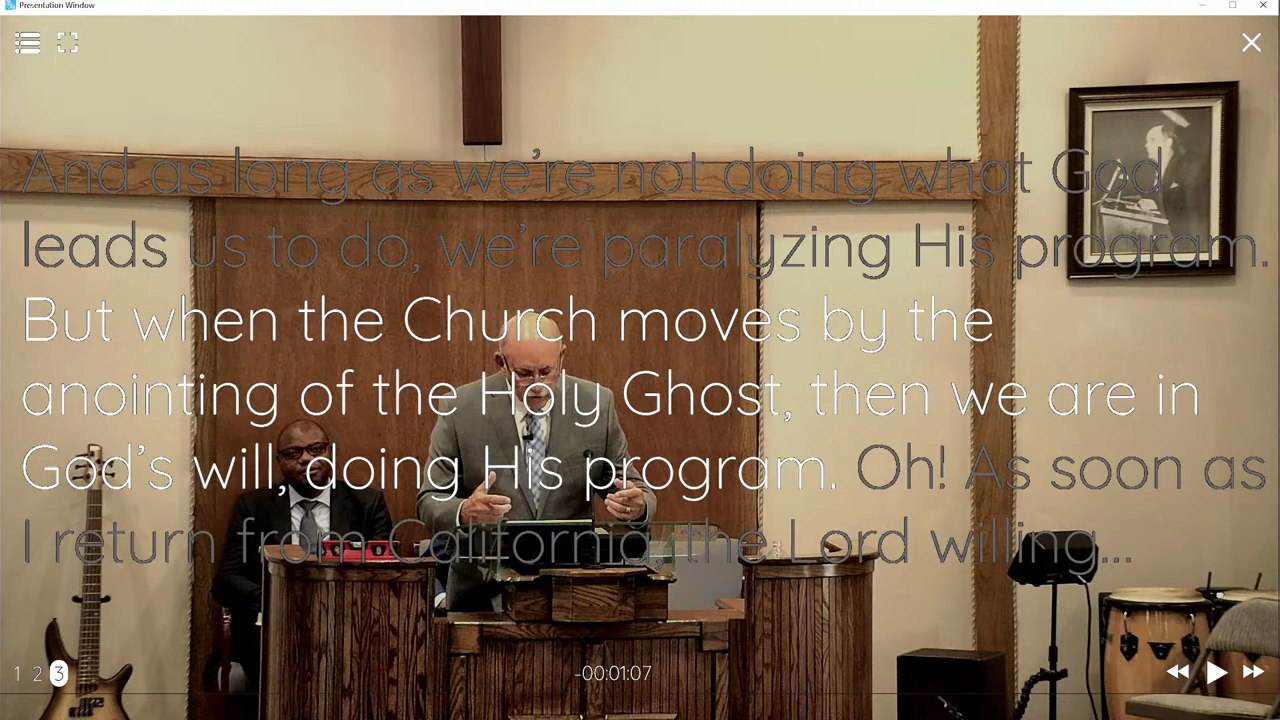 Presentation Window
And as long as we’re not doing what God
leads us to do, we’re paralyzing His program.
But when the Church moves by the
anointing of the Holy Ghost, then we are in
God’s will, doing His program. Oh! As soon as
I return from California, the Lord willing...
1 2 3
-00:01:07